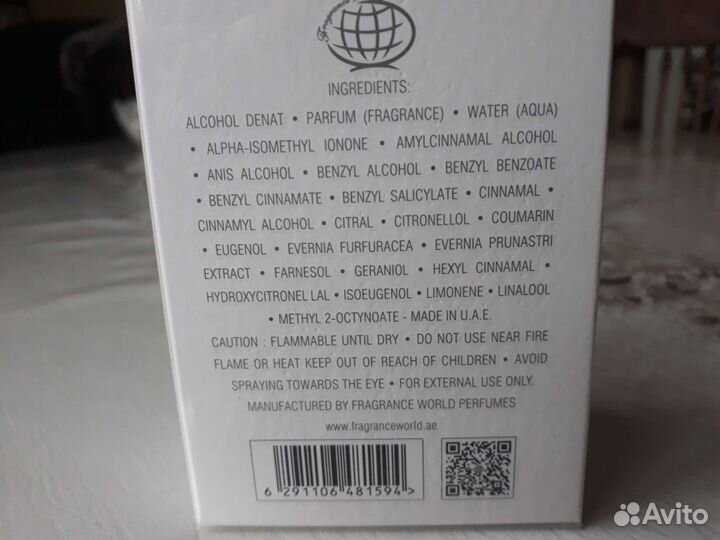 Fragrance
INGREDIENTS:
ALCOHOL DENAT • PARFUM (FRAGRANCE) • WATER (AQUA)
• ALPHA-ISOMETHYL IONONE • AMYLCINNAMAL ALCOHOL
• ANIS ALCOHOL • BENZYL ALCOHOL • BENZYL BENZOATE
• BENZYL CINNAMATE • BENZYL SALICYLATE • CINNAMAL •
CINNAMYL ALCOHOL • CITRAL • CITRONELLOL • COUMARIN
• EUGENOL • EVERNIA FURFURACEA • EVERNIA PRUNASTRI
EXTRACT • FARNESOL • GERANIOL • HEXYL CINNAMAL •
HYDROXYCITRONEL LAL • ISOEUGENOL • LIMONENE • LINALOOL
• METHYL 2-OCTYNOATE - MADE IN U.A.E.
CAUTION : FLAMMABLE UNTIL DRY • DO NOT USE NEAR FIRE
FLAME OR HEAT KEEP OUT OF REACH OF CHILDREN • AVOID
SPRAYING TOWARDS THE EYE • FOR EXTERNAL USE ONLY.
MANUFACTURED BY FRAGRANCE WORLD PERFUMES
www.fragranceworld.ae
6 291106 481594 >
Avito